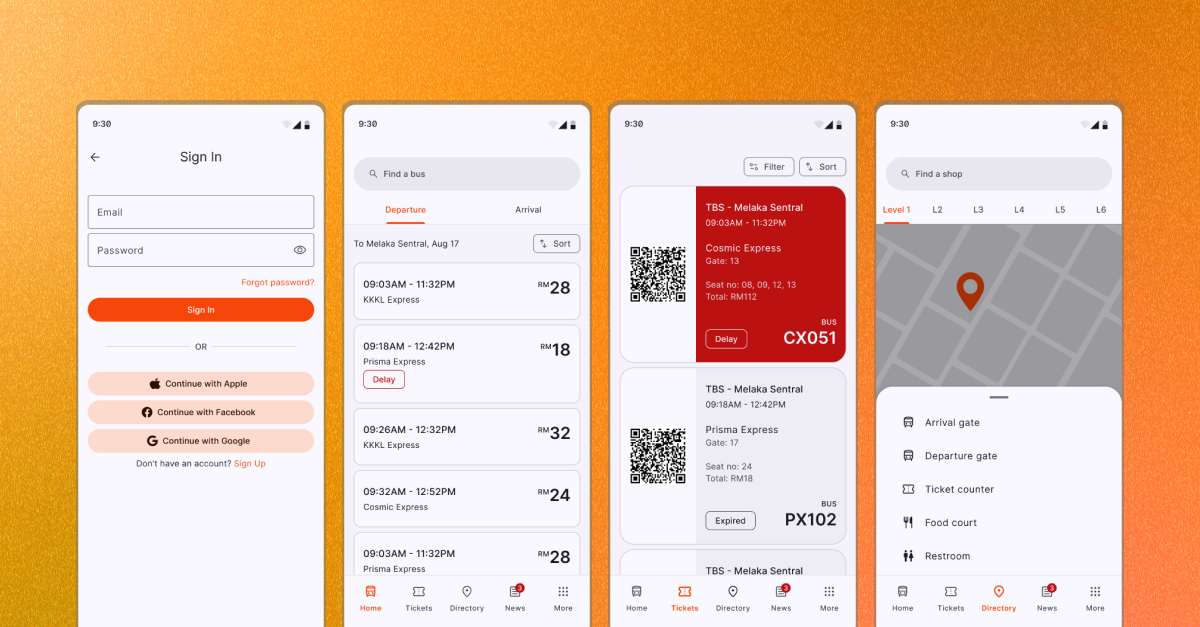 9:30
Sign In
Email
Password
Forgot password?
Sign In
OR
Continue with Apple
Continue with Facebook
Continue with Google
Don't have an account? Sign Up
9:30
Find a bus
Departure Arrival
To Melaka Sentral, Aug 17 Sort
09:03AM - 11:32PM RM28
KKKL Express
09:18AM - 12:42PM RM18
Prisma Express
Delay
09:26AM - 12:32PM RM32
KKKL Express
09:32AM - 12:52PM RM24
Cosmic Express
09:03AM - 11:32PM RM28
Prisma Express
3
Home Tickets Directory News More
9:30
Filter Sort
TBS - Melaka Sentral
09:03AM - 11:32PM
Cosmic Express
Gate: 13
Seat no: 08, 09, 12, 13
Total: RM112
BUS
Delay CX051
TBS - Melaka Sentral
09:18AM - 12:42PM
Prisma Express
Gate: 17
Seat no: 24
Total: RM18
BUS
Expired PX102
TBS - Melaka Sentral
3
Home Tickets Directory News More
9:30
Find a shop
Level 1 L2 L3 L4 L5 L6
Arrival gate
Departure gate
Ticket counter
Food court
Restroom
3
Home Tickets Directory News More